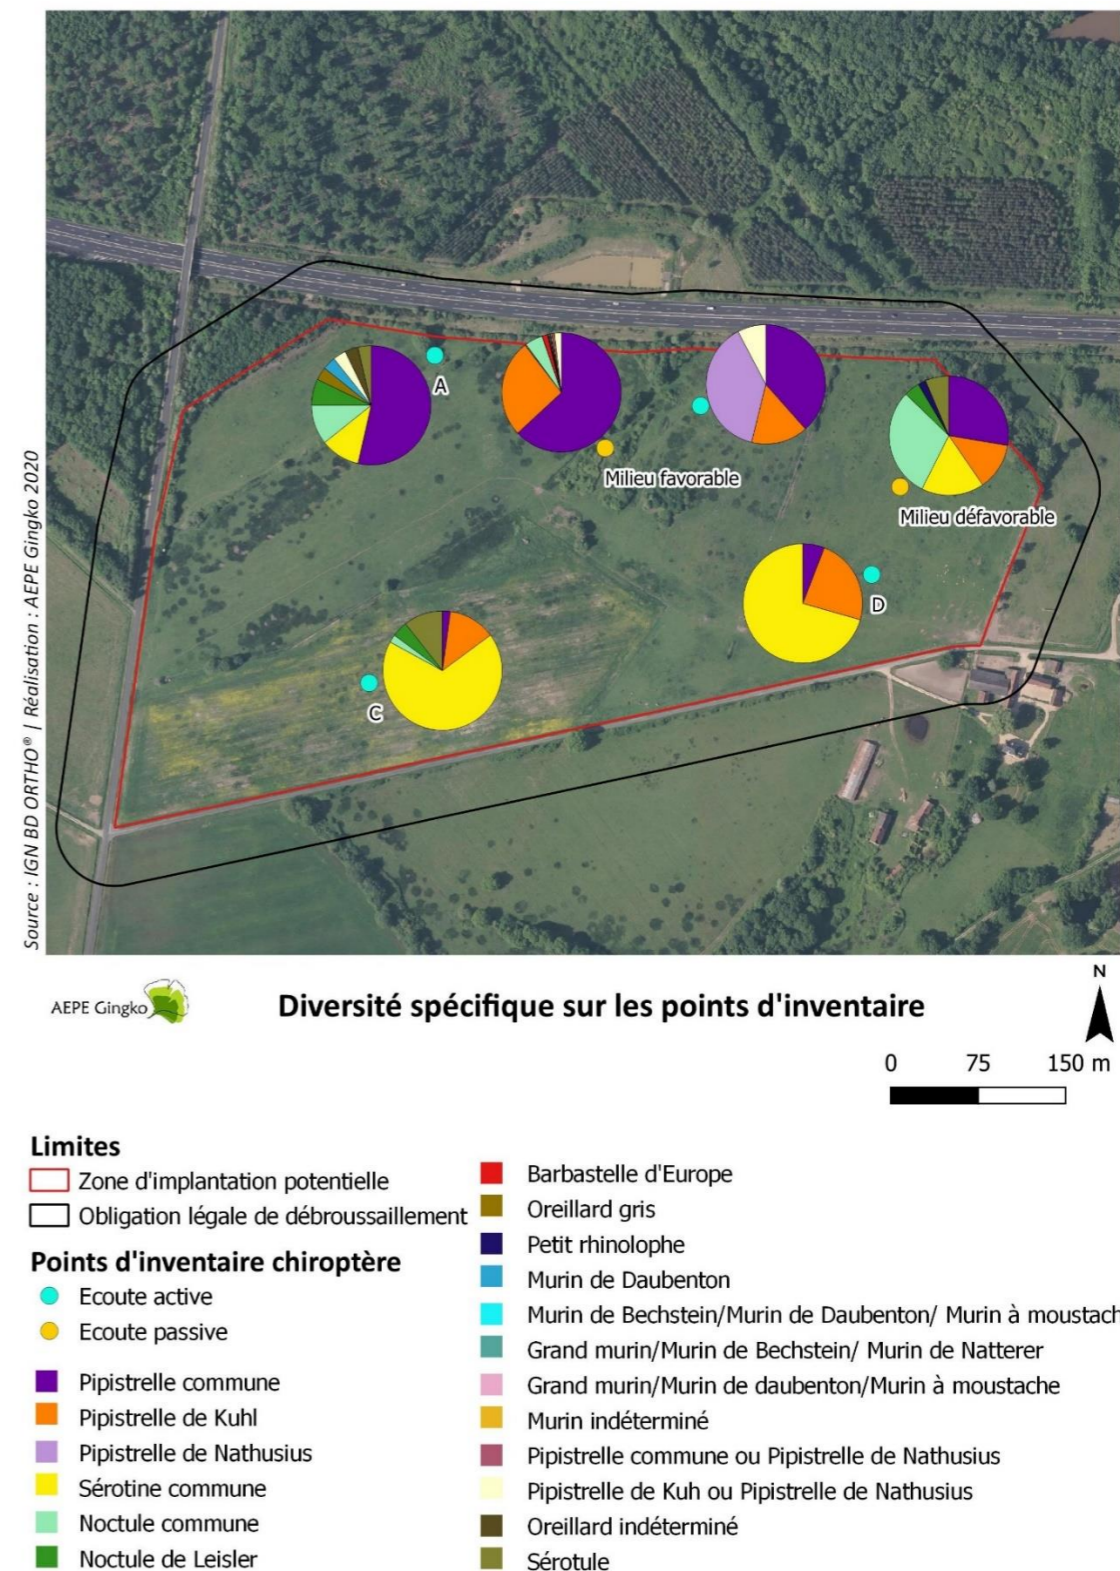 Source : IGN BD ORTHO® | Réalisation : AEPE Gingko 2020
A
Milieu favorable
Milieu défavorable
D
C
AEPE Gingko
Diversité spécifique sur les points d'inventaire
N
0 75 150 m
Limites
Zone d'implantation potentielle
Obligation légale de débroussaillement
Points d'inventaire chiroptère
Ecoute active
Ecoute passive
Pipistrelle commune
Pipistrelle de Kuhl
Pipistrelle de Nathusius
Sérotine commune
Noctule commune
Noctule de Leisler
Barbastelle d'Europe
Oreillard gris
Petit rhinolophe
Murin de Daubenton
Murin de Bechstein/Murin de Daubenton/ Murin à moustach
Grand murin/Murin de Bechstein/ Murin de Natterer
Grand murin/Murin de daubenton/Murin à moustache
Murin indéterminé
Pipistrelle commune ou Pipistrelle de Nathusius
Pipistrelle de Kuh ou Pipistrelle de Nathusius
Oreillard indéterminé
Sérotule